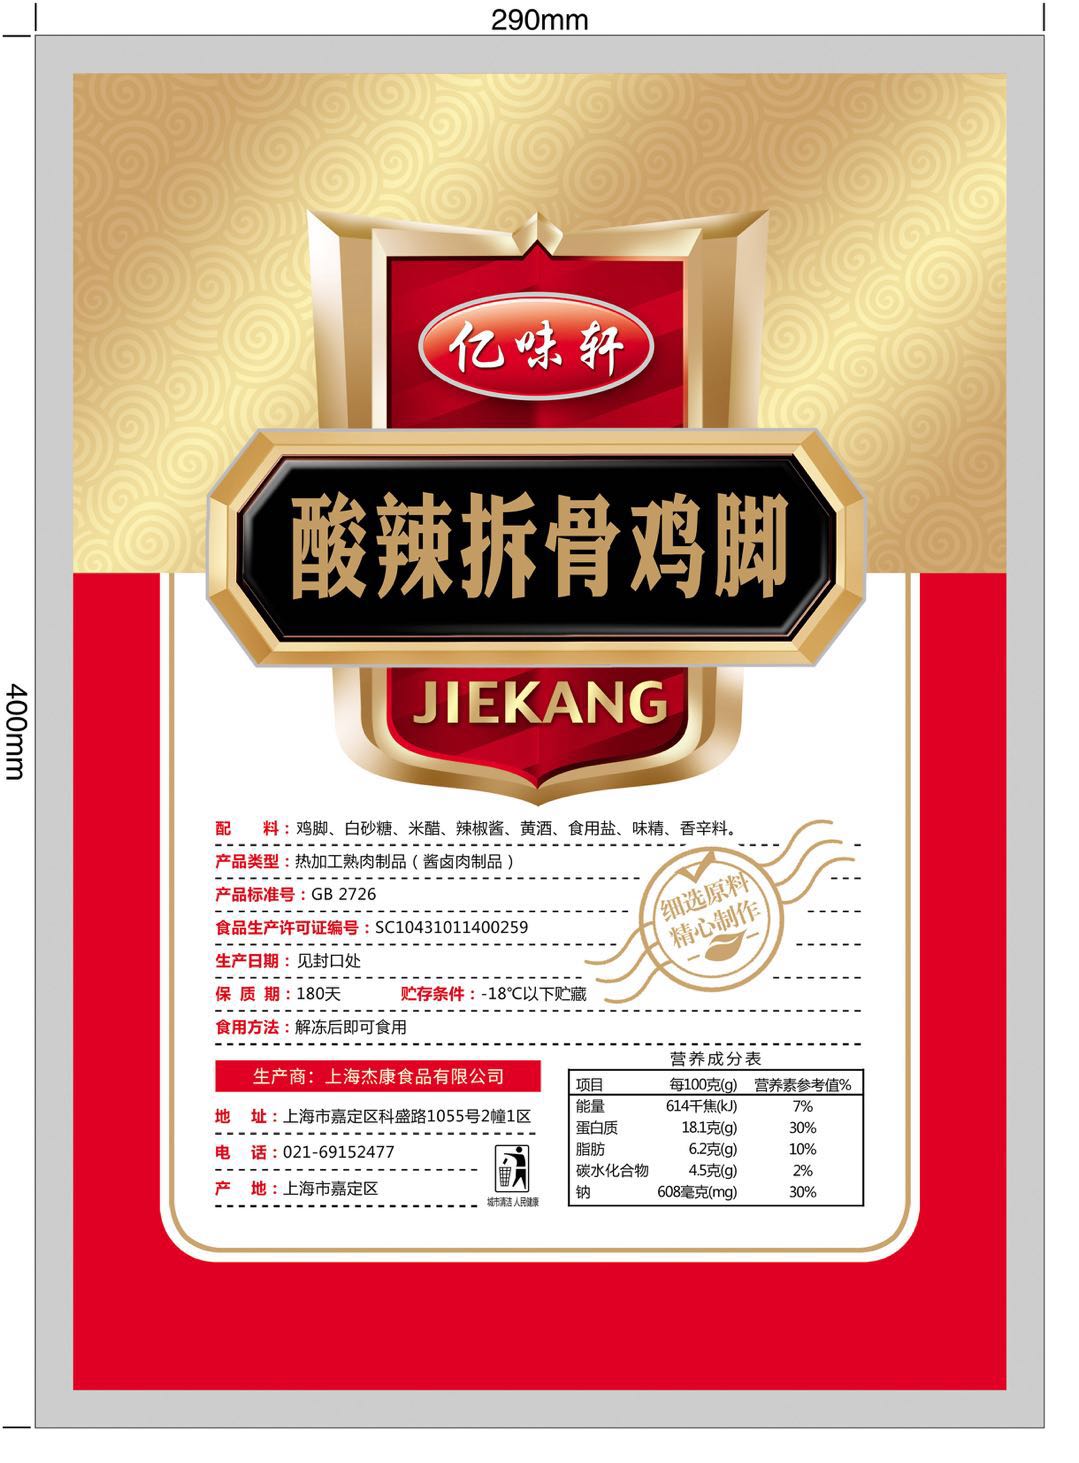 290mm
400mm
亿味轩
酸辣拆骨鸡脚
JIEKANG
配 料：鸡脚、白砂糖、米醋、辣椒酱、黄酒、食用盐、味精、香辛料。
产品类型：热加工熟肉制品（酱卤肉制品）
产品标准号：GB 2726
食品生产许可证编号：SC10431011400259
生产日期：见封口处
保 质 期：180天 贮存条件：-18℃以下贮藏
食用方法：解冻后即可食用
细选原料
精心制作
生产商：上海杰康食品有限公司
地 址：上海市嘉定区科盛路1055号2幢1区
电 话：021-69152477
产 地：上海市嘉定区
城市清洁 人民健康
营养成分表
项目 每100克(g) 营养素参考值%
能量 614千焦(kJ) 7%
蛋白质 18.1克(g) 30%
脂肪 6.2克(g) 10%
碳水化合物 4.5克(g) 2%
钠 608毫克(mg) 30%